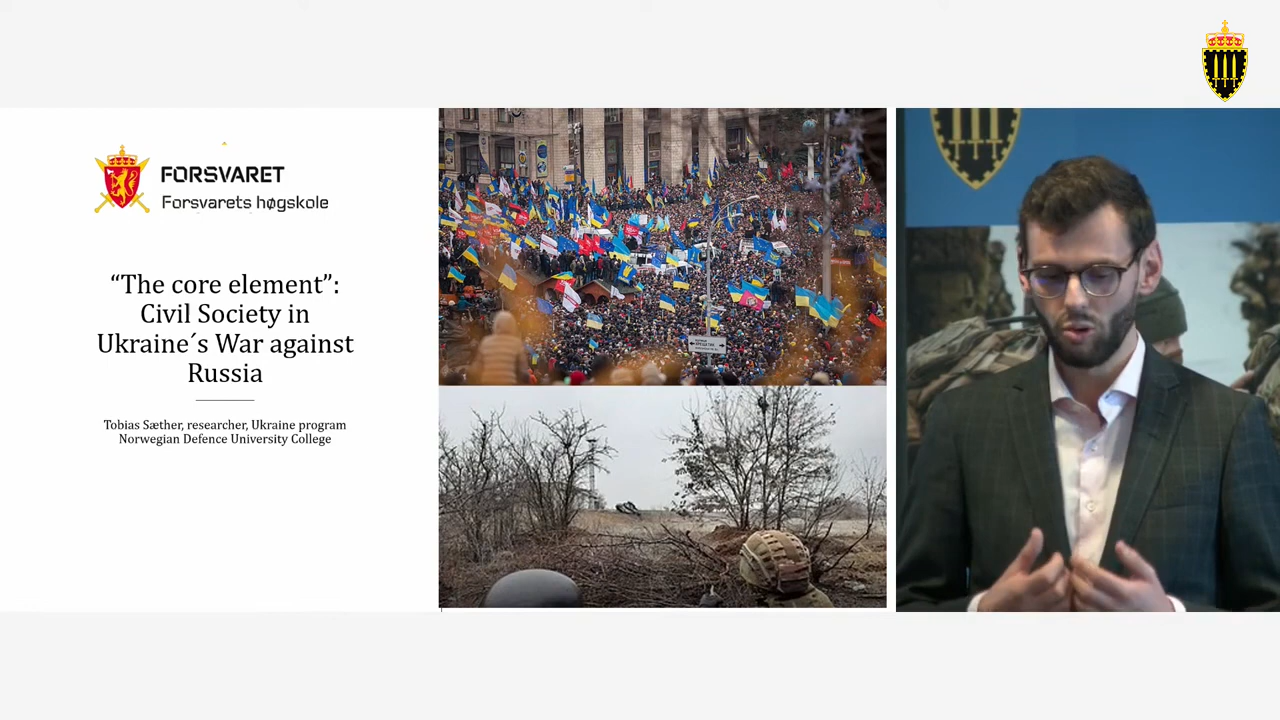 FORSVARET
Forsvarets høgskole
“The core element”:
Civil Society in
Ukraine´s War against
Russia
Tobias Sæther, researcher, Ukraine program
Norwegian Defence University College